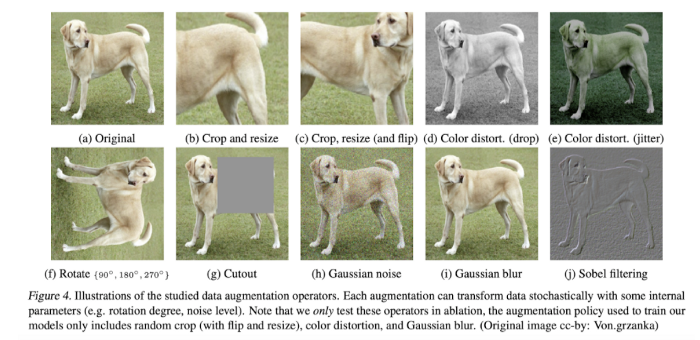 (a) Original (b) Crop and resize (c) Crop, resize (and flip) (d) Color distort. (drop) (e) Color distort. (jitter)
(f) Rotate {90°, 180°, 270°} (g) Cutout (h) Gaussian noise (i) Gaussian blur (j) Sobel filtering
Figure 4. Illustrations of the studied data augmentation operators. Each augmentation can transform data stochastically with some internal
parameters (e.g. rotation degree, noise level). Note that we only test these operators in ablation, the augmentation policy used to train our
models only includes random crop (with flip and resize), color distortion, and Gaussian blur. (Original image cc-by: Von.grzanka)